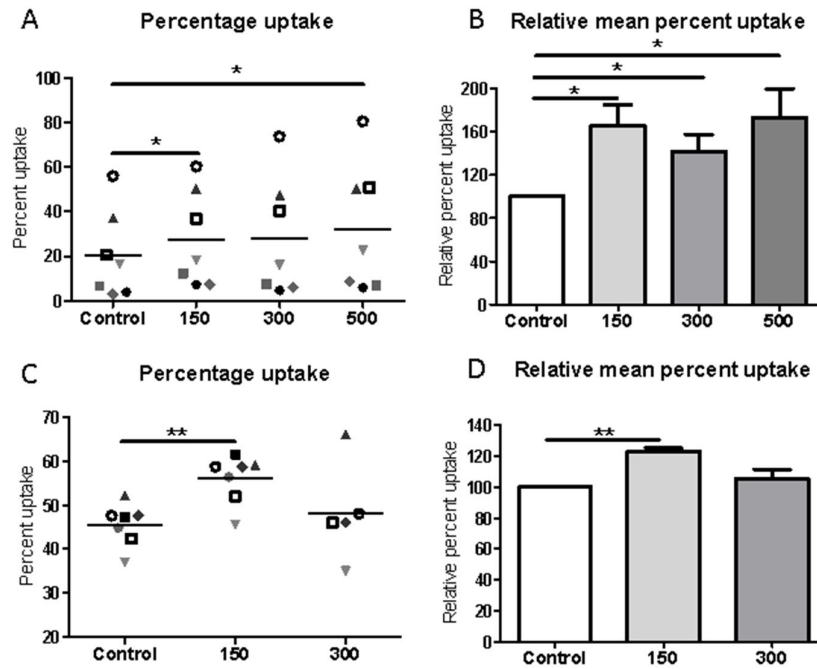 A Percentage uptake
*
*
Percent uptake
100
80
60
40
20
0
Control 150 300 500
B Relative mean percent uptake
*
*
*
Relative percent uptake
200
160
120
80
40
0
Control 150 300 500
C Percentage uptake
**
Percent uptake
70
60
50
40
30
20
Control 150 300
D Relative mean percent uptake
**
Relative percent uptake
140
120
100
80
60
40
20
0
Control 150 300